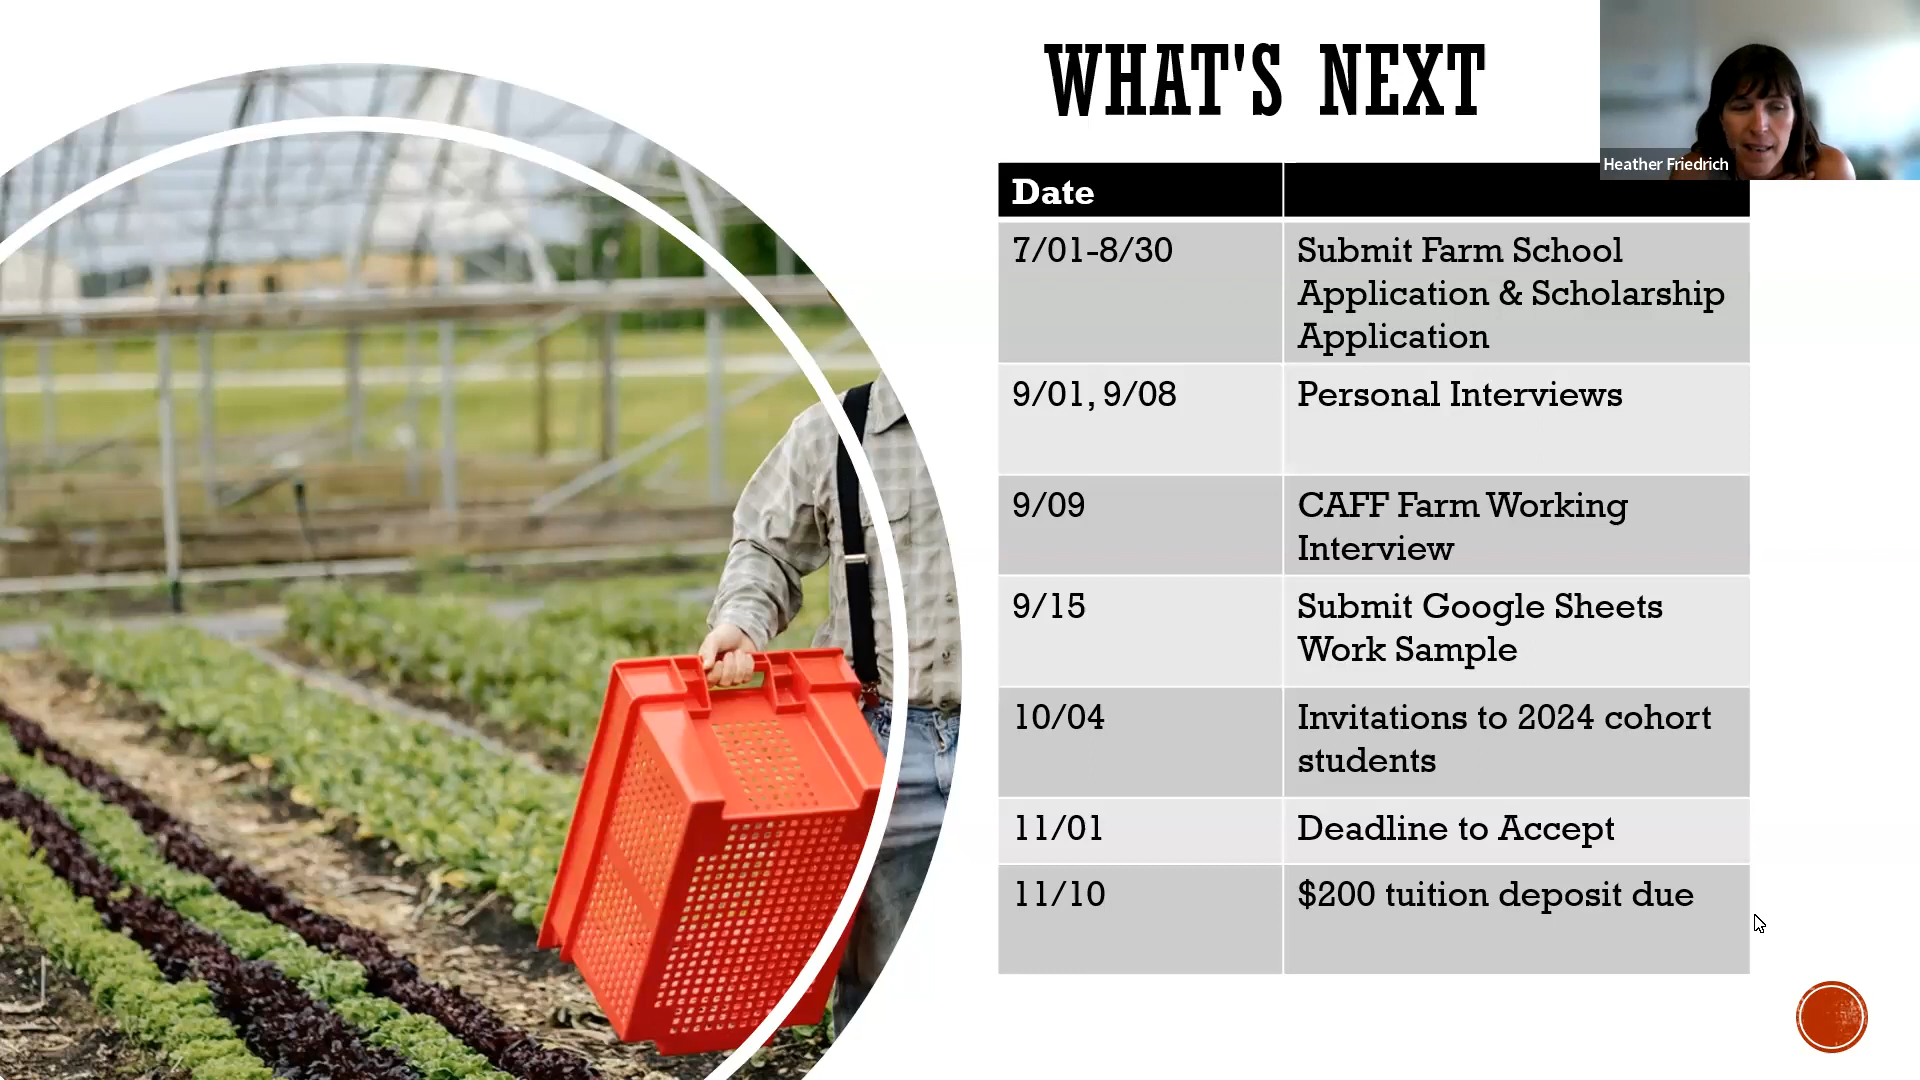 WHAT'S NEXT
Heather Friedrich
Date
7/01-8/30
Submit Farm School
Application & Scholarship
Application
9/01, 9/08
Personal Interviews
9/09
CAFF Farm Working
Interview
9/15
Submit Google Sheets
Work Sample
10/04
Invitations to 2024 cohort
students
11/01
Deadline to Accept
11/10
$200 tuition deposit due